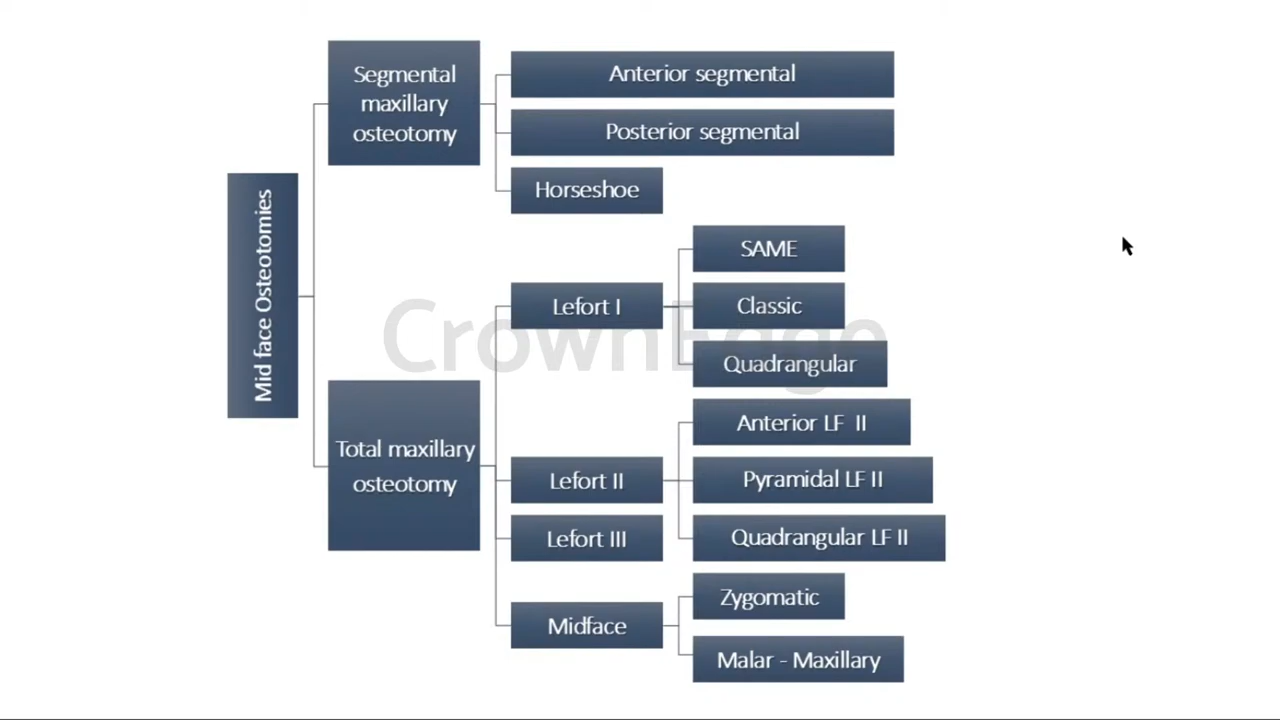 Mid face Osteotomies
Segmental
maxillary
osteotomy
Anterior segmental
Posterior segmental
Horseshoe
Total maxillary
osteotomy
Lefort I
SAME
Classic
Quadrangular
Lefort II
Anterior LF II
Pyramidal LF II
Quadrangular LF II
Lefort III
Midface
Zygomatic
Malar - Maxillary
CrownEdge